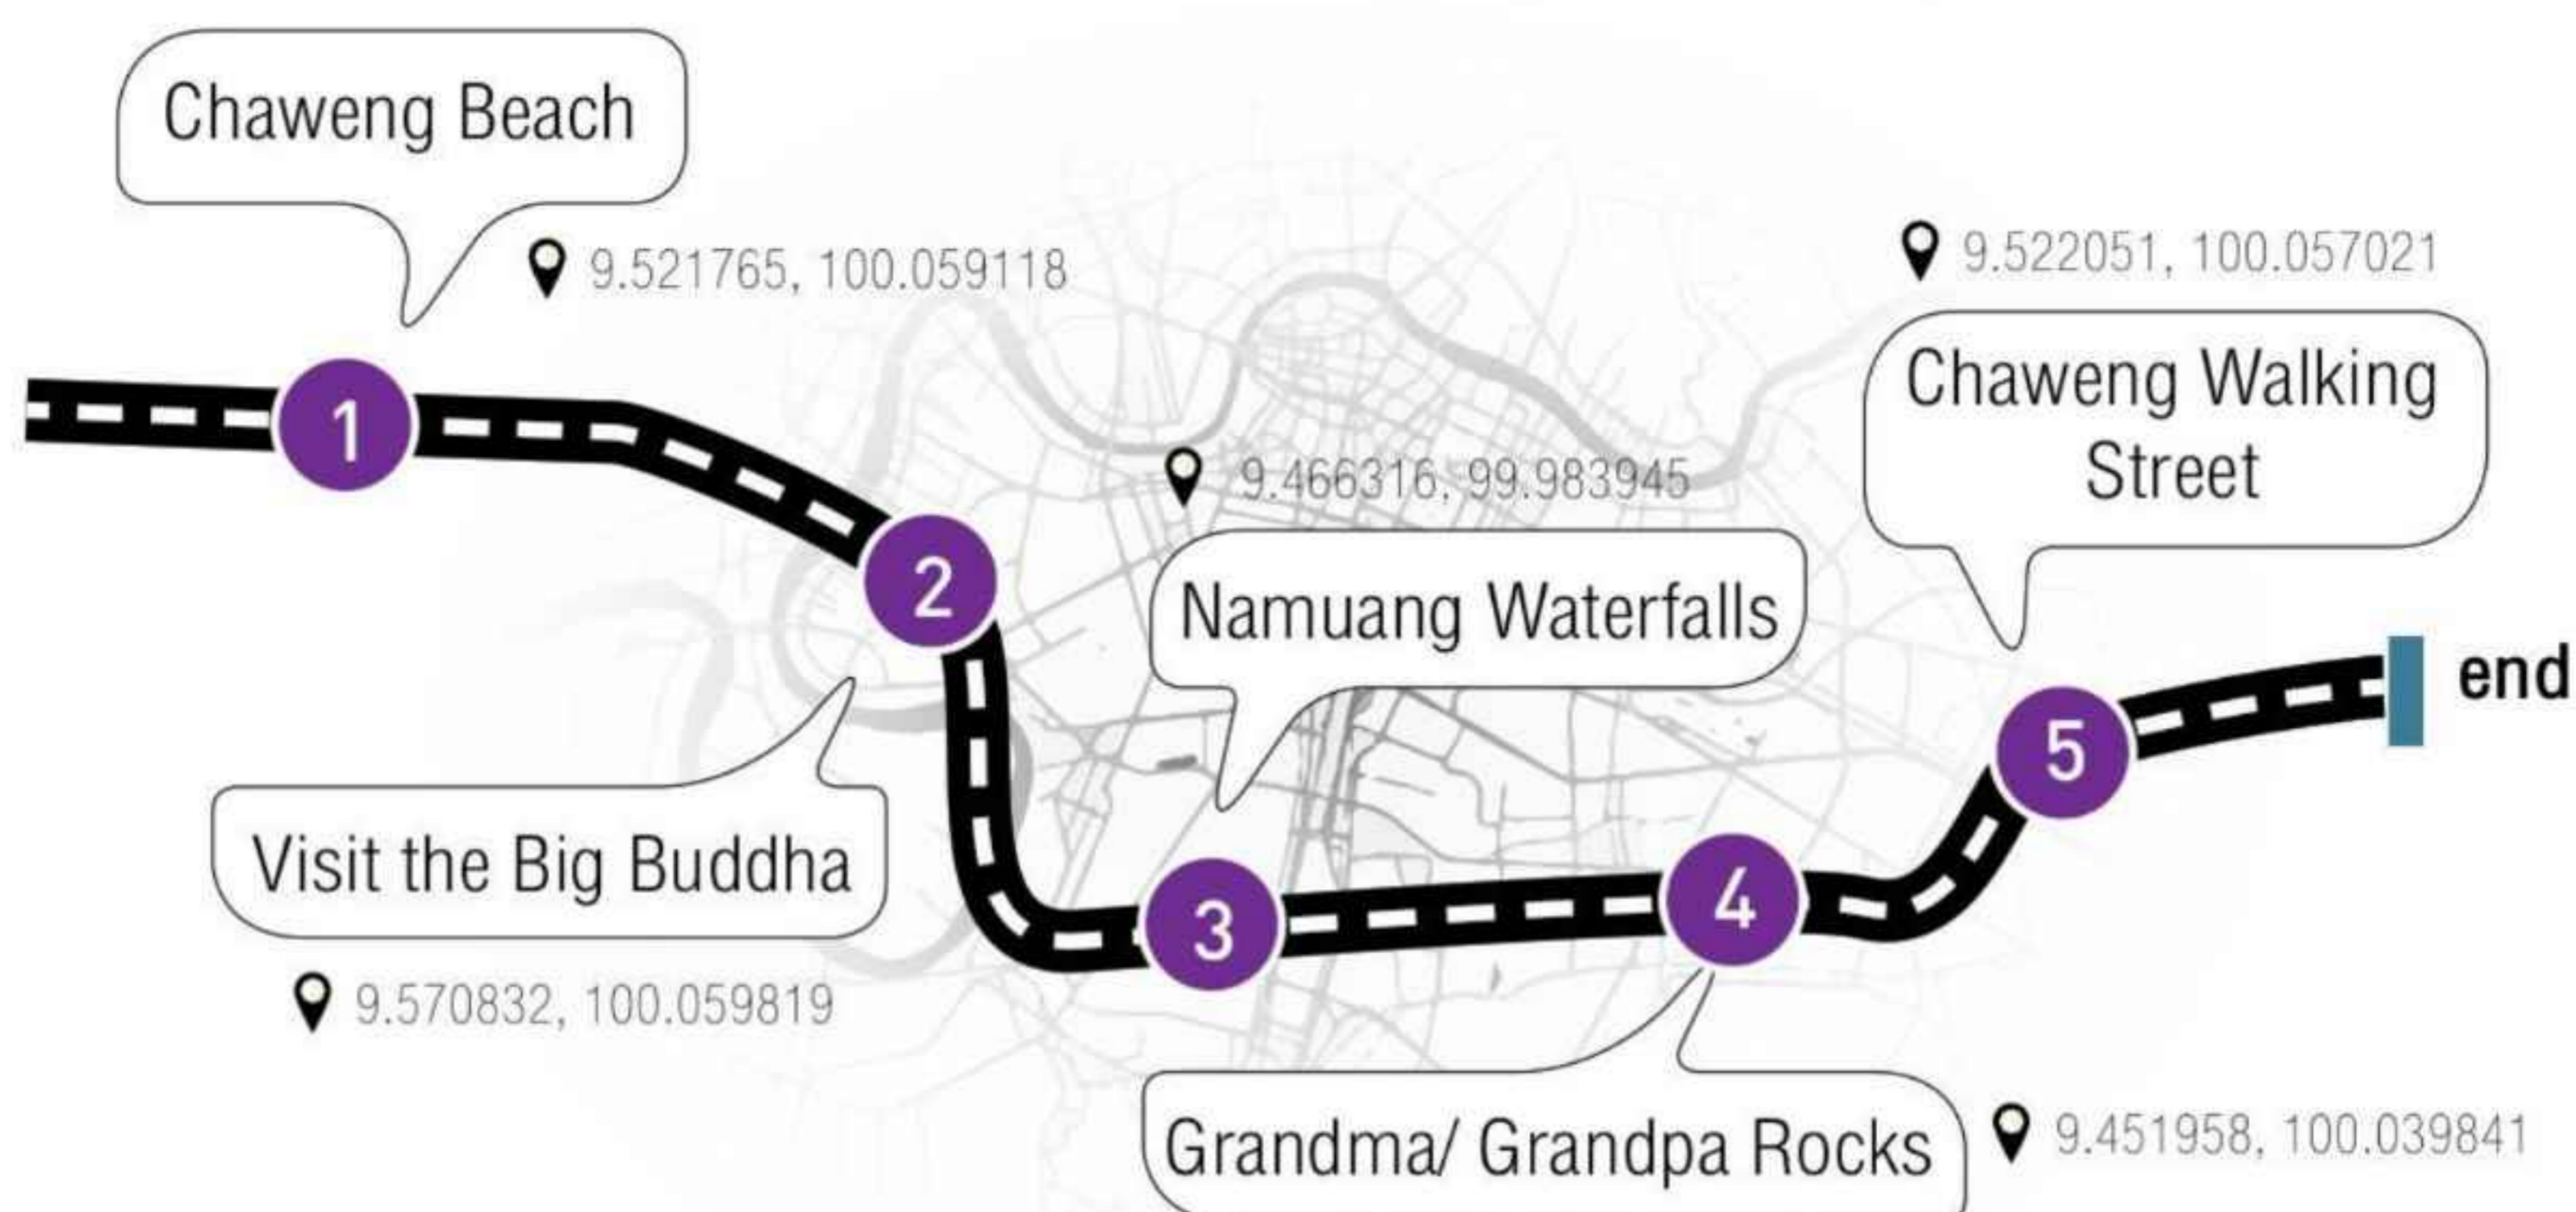 Chaweng Beach
9.521765, 100.059118
1
2
Visit the Big Buddha
9.570832, 100.059819
9.466316, 99.983945
Namuang Waterfalls
3
4
Grandma/ Grandpa Rocks
9.451958, 100.039841
9.522051, 100.057021
Chaweng Walking
Street
5
end